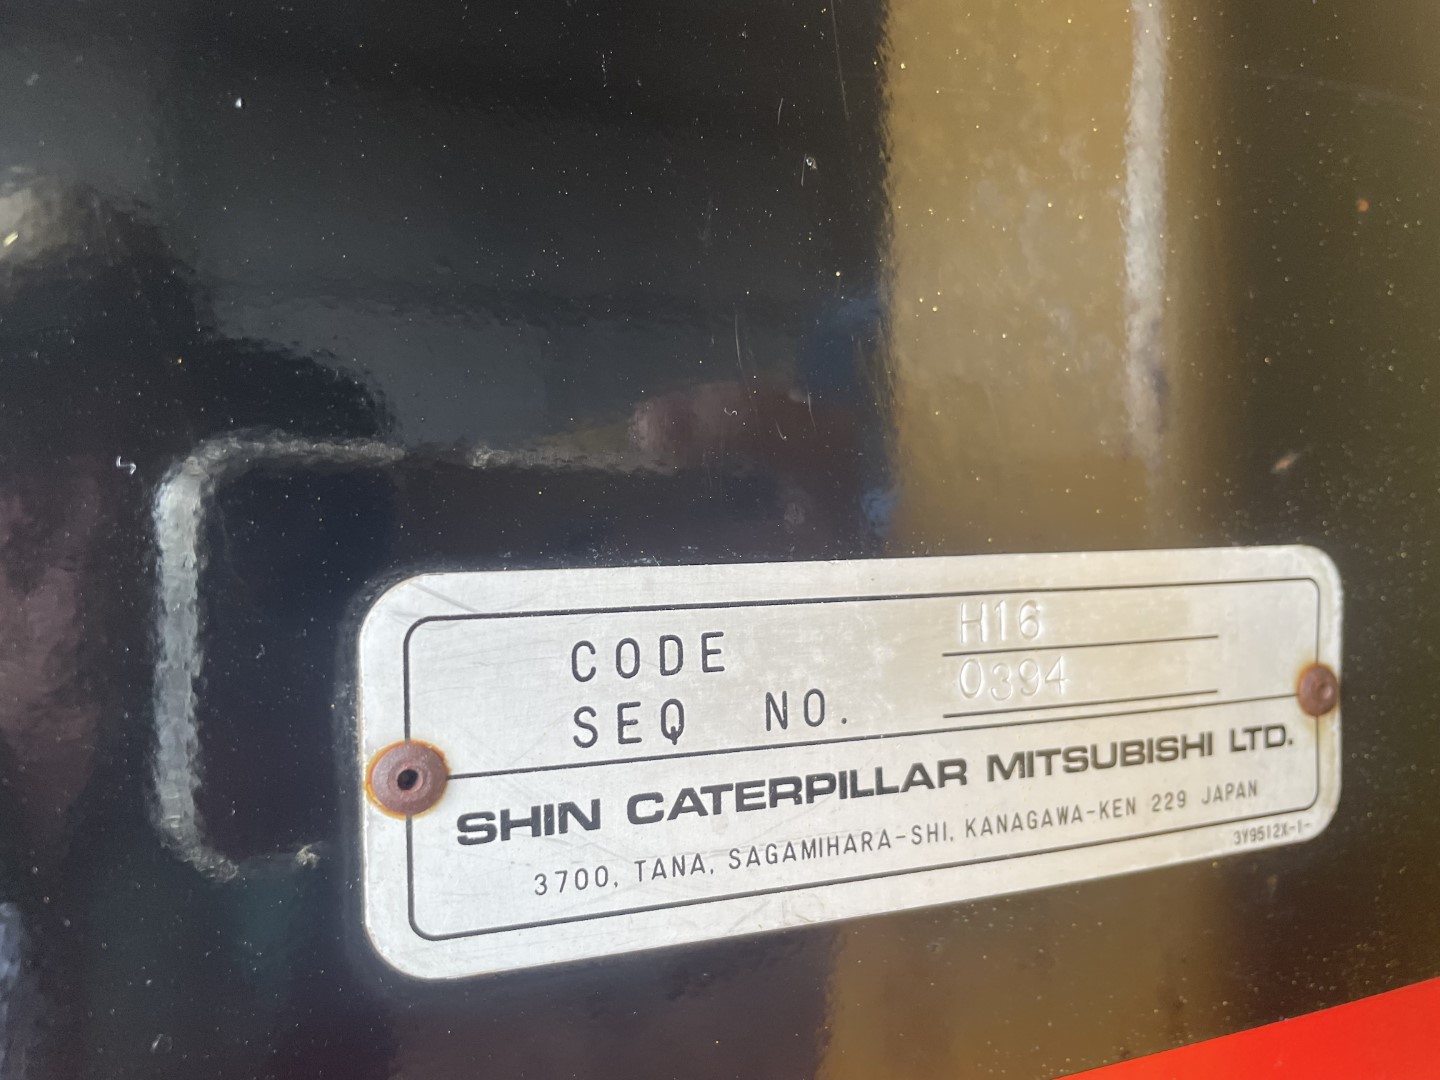 CODE H16
SEQ NO. 0394
SHIN CATERPILLAR MITSUBISHI LTD.
3700, TANA, SAGAMIHARA-SHI, KANAGAWA-KEN 229 JAPAN
3Y9512X-1-